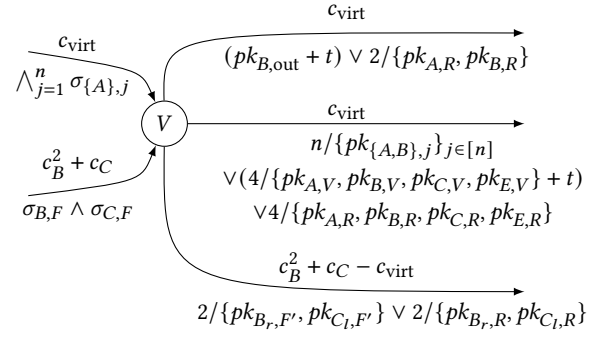 c_virt
c_virt
(pk_{B,out} + t) ∨ 2/{pk_{A,R}, pk_{B,R}}
⋀_{j=1}^{n} σ_{{A},j}
c_virt
V
n/{pk_{{A,B},j}}_{j∈[n]}
c_B^2 + c_C
∨(4/{pk_{A,V}, pk_{B,V}, pk_{C,V}, pk_{E,V}} + t)
σ_{B,F} ∧ σ_{C,F}
∨4/{pk_{A,R}, pk_{B,R}, pk_{C,R}, pk_{E,R}}
c_B^2 + c_C − c_virt
2/{pk_{B_r,F′}, pk_{C_l,F′}} ∨ 2/{pk_{B_r,R}, pk_{C_l,R}}